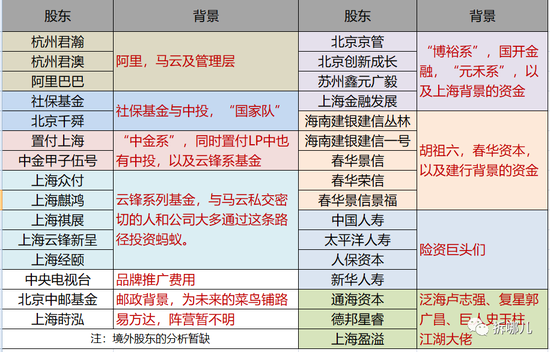 股东 背景 股东 背景
杭州君瀚
杭州君澳
阿里巴巴
阿里，马云及管理层
社保基金
北京千舜
社保基金与中投，“国家队”
置付上海
中金甲子伍号
“中金系”，同时置付LP中也
有中投，以及云锋系基金
上海众付
上海麒鸿
上海祺展
上海云锋新呈
上海经颐
云锋系列基金，与马云私交密
切的人和公司大多通过这条路
径投资蚂蚁。
中央电视台 品牌推广费用
北京中邮基金 邮政背景，为未来的菜鸟铺路
上海莳泓 易方达，阵营暂不明
注：境外股东的分析暂缺
北京京管
北京创新成长
苏州鑫元广毅
上海金融发展
“博裕系”，国开
金融，“元禾系”，以
及上海背景的资金
海南建银建信丛林
海南建银建信一号
春华景信
春华荣信
春华景信景福
胡祖六，春华资本，
以及建行背景的资金
中国人寿
太平洋人寿
人保资本
新华人寿
险资巨头们
通海资本
德邦星睿
上海盈溢
泛海卢志强、复星郭
广昌、巨人史玉柱，
江湖大佬
拆哪儿